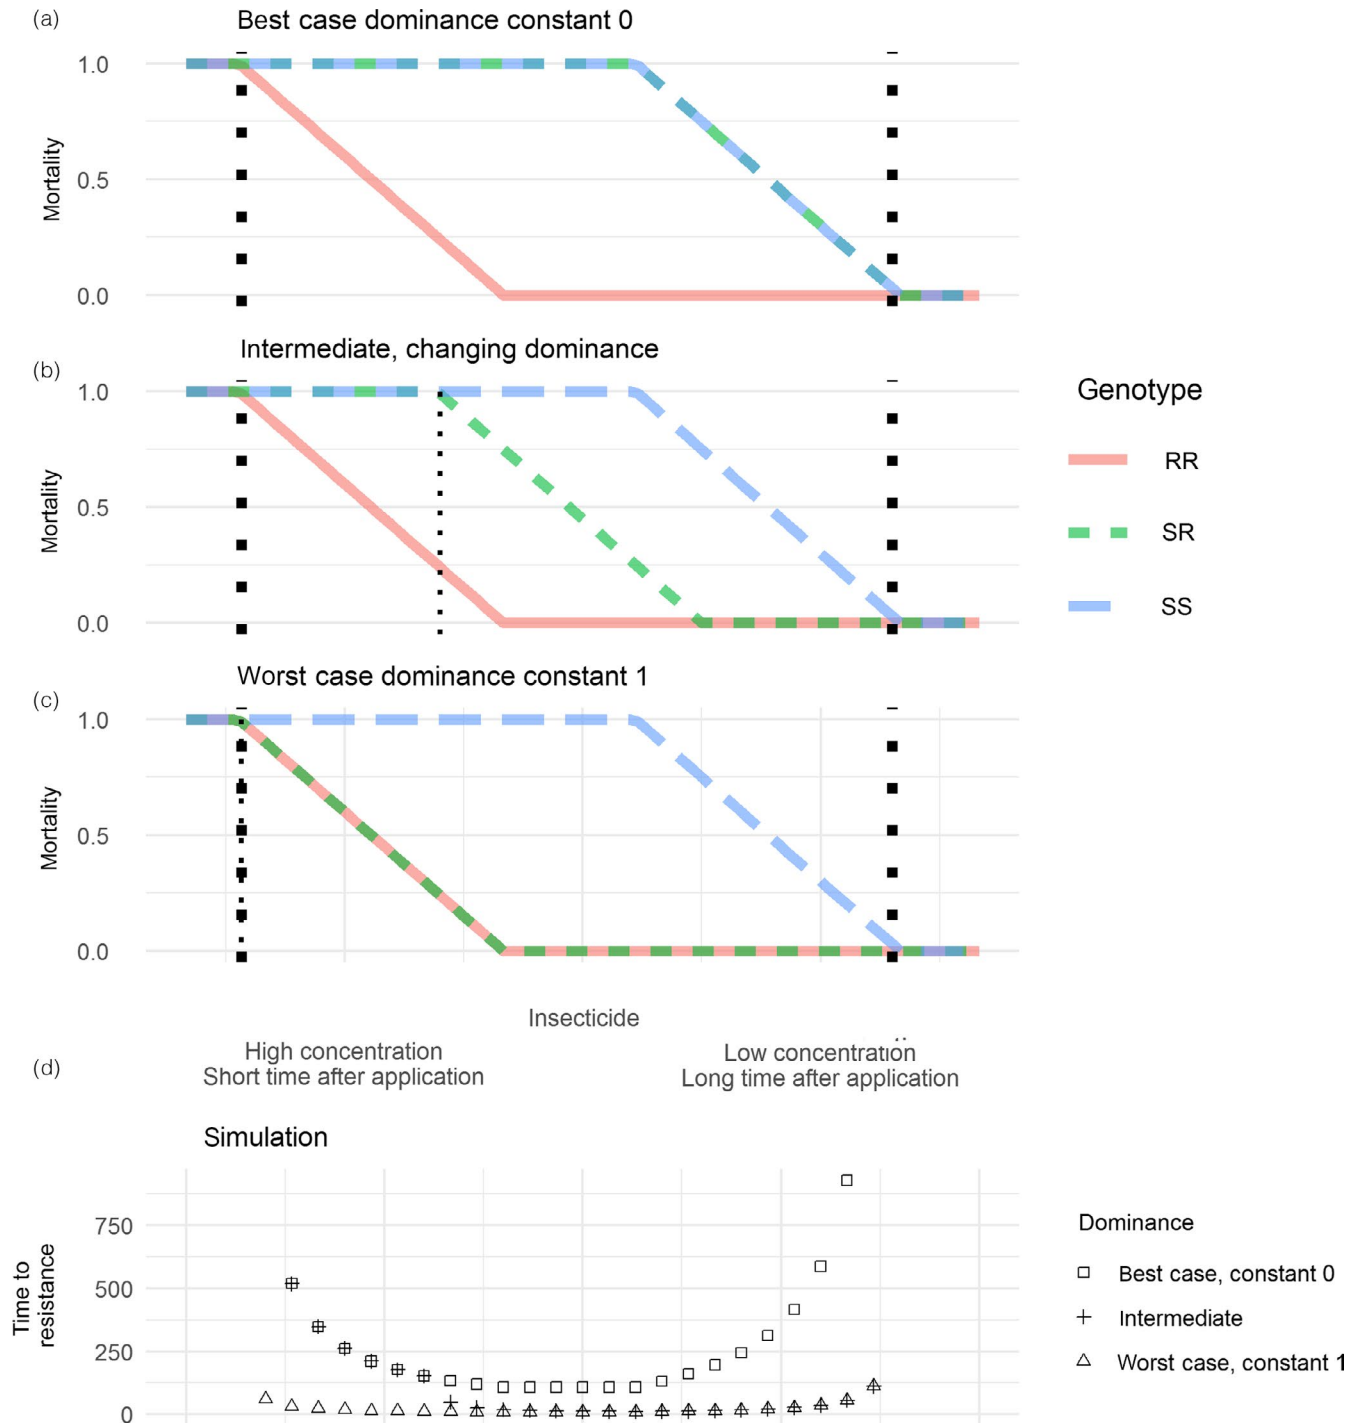 (a)
Best case dominance constant 0
1.0
0.5
0.0
Mortality
(b)
Intermediate, changing dominance
1.0
0.5
0.0
Mortality
Genotype
RR
SR
SS
(c)
Worst case dominance constant 1
1.0
0.5
0.0
Mortality
Insecticide
High concentration
Short time after application
Low concentration
Long time after application
(d)
Simulation
750
500
250
0
Time to
resistance
Dominance
Best case, constant 0
Intermediate
Worst case, constant 1